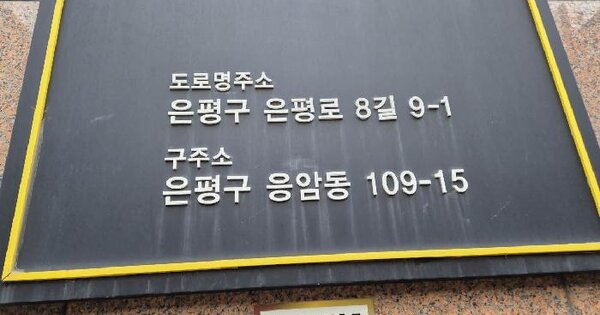 도로명주소
은평구 은평로 8길 9-1
구주소
은평구 응암동 109-15